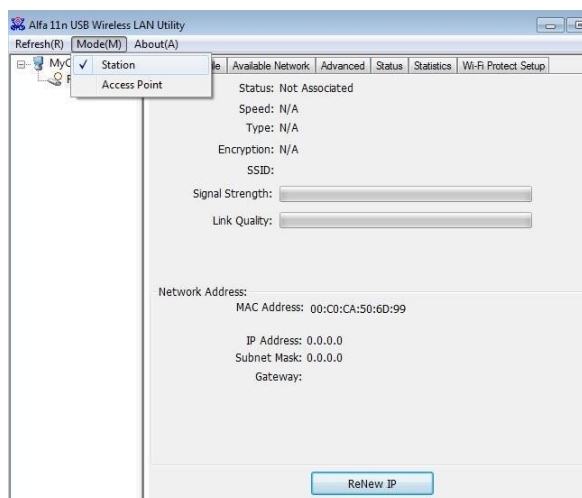 Alfa 11n USB Wireless LAN Utility
Refresh(R) Mode(M) About(A)
Station
Access Point
Available Network Advanced Status Statistics Wi-Fi Protect Setup
Status: Not Associated
Speed: N/A
Type: N/A
Encryption: N/A
SSID:
Signal Strength:
Link Quality:
Network Address:
MAC Address: 00:C0:CA:50:6D:99
IP Address: 0.0.0.0
Subnet Mask: 0.0.0.0
Gateway:
ReNew IP